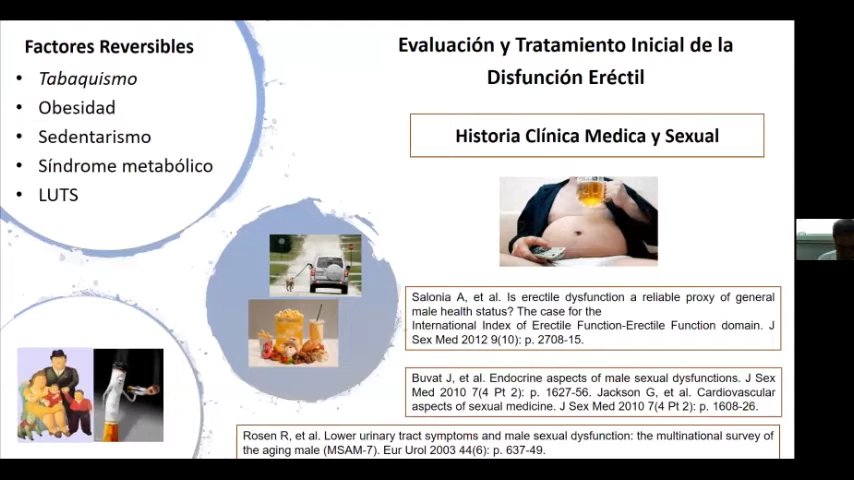 Factores Reversibles
• Tabaquismo
• Obesidad
• Sedentarismo
• Síndrome metabólico
• LUTS
Evaluación y Tratamiento Inicial de la
Disfunción Eréctil
Historia Clínica Medica y Sexual
Salonia A, et al. Is erectile dysfunction a reliable proxy of general
male health status? The case for the
International Index of Erectile Function-Erectile Function domain. J
Sex Med 2012 9(10): p. 2708-15.
Buvat J, et al. Endocrine aspects of male sexual dysfunctions. J Sex
Med 2010 7(4 Pt 2): p. 1627-56. Jackson G, et al. Cardiovascular
aspects of sexual medicine. J Sex Med 2010 7(4 Pt 2): p. 1608-26.
Rosen R, et al. Lower urinary tract symptoms and male sexual dysfunction: the multinational survey of
the aging male (MSAM-7). Eur Urol 2003 44(6): p. 637-49.